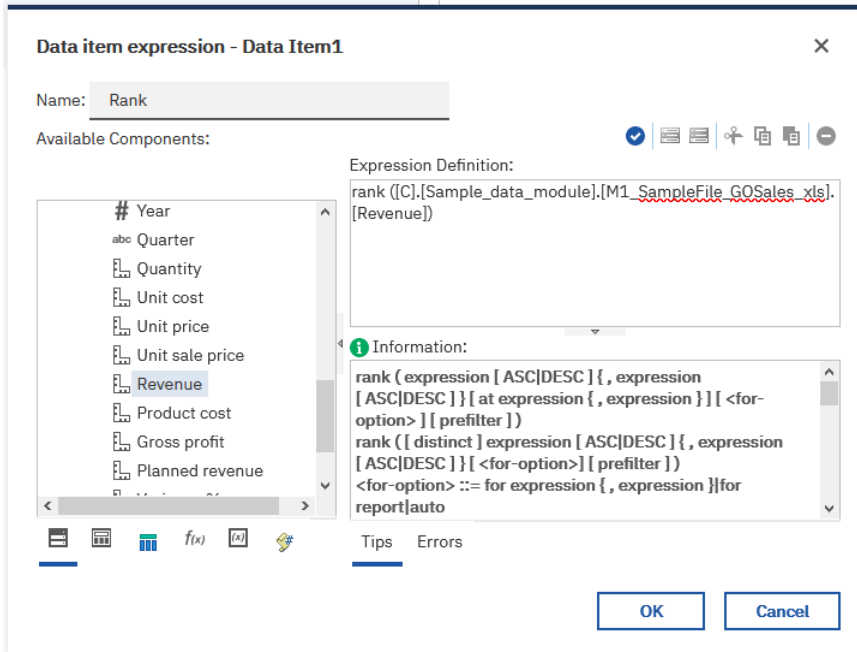 Data item expression - Data Item1
Name: Rank
Available Components:
Expression Definition:
rank ([C].[Sample_data_module].[M1_SampleFile_GOSales_xls].
[Revenue])
# Year
abc Quarter
Quantity
Unit cost
Unit price
Unit sale price
Revenue
Product cost
Gross profit
Planned revenue
Information:
rank ( expression [ ASC|DESC ] { , expression
[ ASC|DESC ] } [ at expression { , expression } ] [ <for-
option> ] [ prefilter ] )
rank ( [ distinct ] expression [ ASC|DESC ] { , expression
[ ASC|DESC ] } [ <for-option>] [ prefilter ] )
<for-option> ::= for expression { , expression }|for
report|auto
f(x) (x)
Tips Errors
OK Cancel